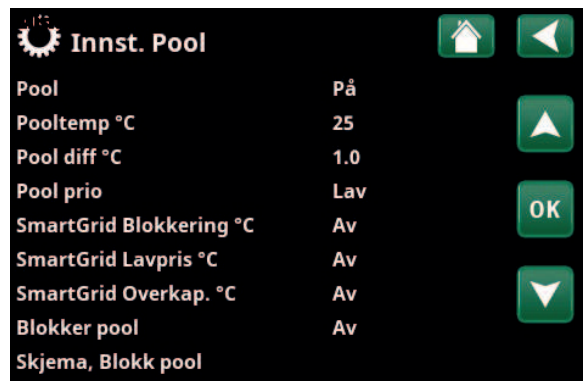 Innst. Pool
Pool På
Pooltemp °C 25
Pool diff °C 1.0
Pool prio Lav
OK
SmartGrid Blokkering °C Av
SmartGrid Lavpris °C Av
SmartGrid Overkap. °C Av
Blokker pool Av
Skjema, Blokk pool